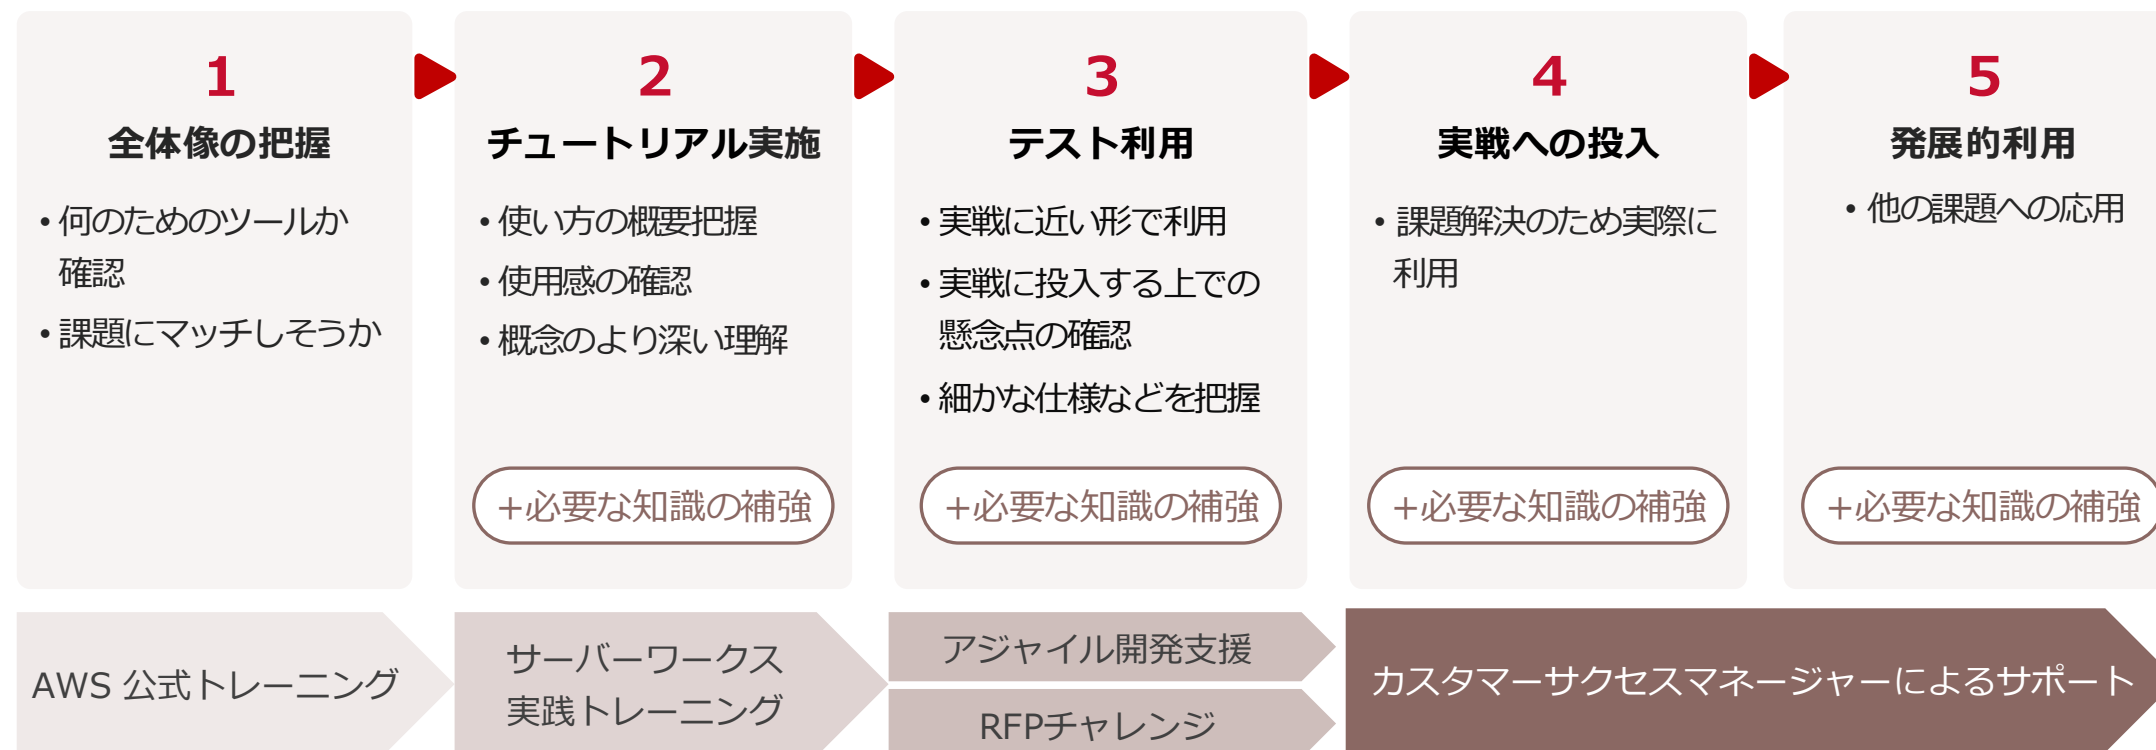 1
全体像の把握
• 何のためのツールか
確認
• 課題にマッチしそうか
2
チュートリアル実施
• 使い方の概要把握
• 使用感の確認
• 概念のより深い理解
+必要な知識の補強
3
テスト利用
• 実戦に近い形で利用
• 実戦に投入する上での
懸念点の確認
• 細かな仕様などを把握
+必要な知識の補強
4
実戦への投入
• 課題解決のため実際に
利用
+必要な知識の補強
5
発展的利用
• 他の課題への応用
+必要な知識の補強
AWS 公式トレーニング
サーバーワークス
実践トレーニング
アジャイル開発支援
RFPチャレンジ
カスタマーサクセスマネージャーによるサポート